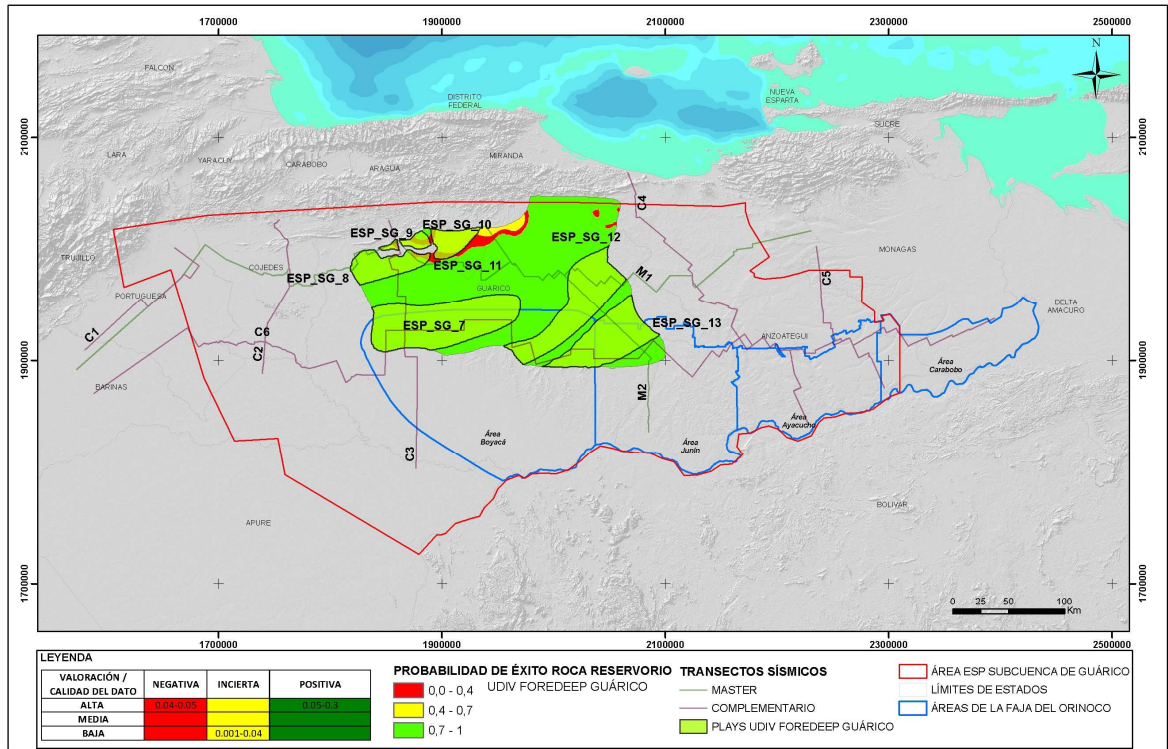 1700000 1900000 2100000 2300000 2500000
N
FALCON
DISTRITO
FEDERAL
NUEVA
ESPARTA
SUCRE
2100000 2100000
LARA
YARACUY
CARABOBO
ARAGUA
MIRANDA
C4
TRUJILLO
ESP_SG_9
ESP_SG_10
ESP_SG_12
MONAGAS
COJEDES
ESP_SG_8
ESP_SG_11
M1
C5
PORTUGUESA
GUARICO
DELTA
AMACURO
C1
C6
C2
ESP_SG_7
ESP_SG_13
ANZOATEGUI
1900000 1900000
Área
Carabobo
BARINAS
M2
Área
Ayacucho
Área
Boyacá
Área
Junín
C3
APURE
BOLIVAR
1700000 1700000
0 25 50 100
Km
1700000 1900000 2100000 2300000 2500000
LEYENDA
VALORACIÓN / CALIDAD DEL DATO NEGATIVA INCIERTA POSITIVA
ALTA 0.04-0.05 0.05-0.3
MEDIA
BAJA 0.001-0.04
PROBABILIDAD DE ÉXITO ROCA RESERVORIO
UDIV FOREDEEP GUÁRICO
0,0 - 0,4
0,4 - 0,7
0,7 - 1
TRANSECTOS SÍSMICOS
MASTER
COMPLEMENTARIO
PLAYS UDIV FOREDEEP GUÁRICO
ÁREA ESP SUBCUENCA DE GUÁRICO
LÍMITES DE ESTADOS
ÁREAS DE LA FAJA DEL ORINOCO